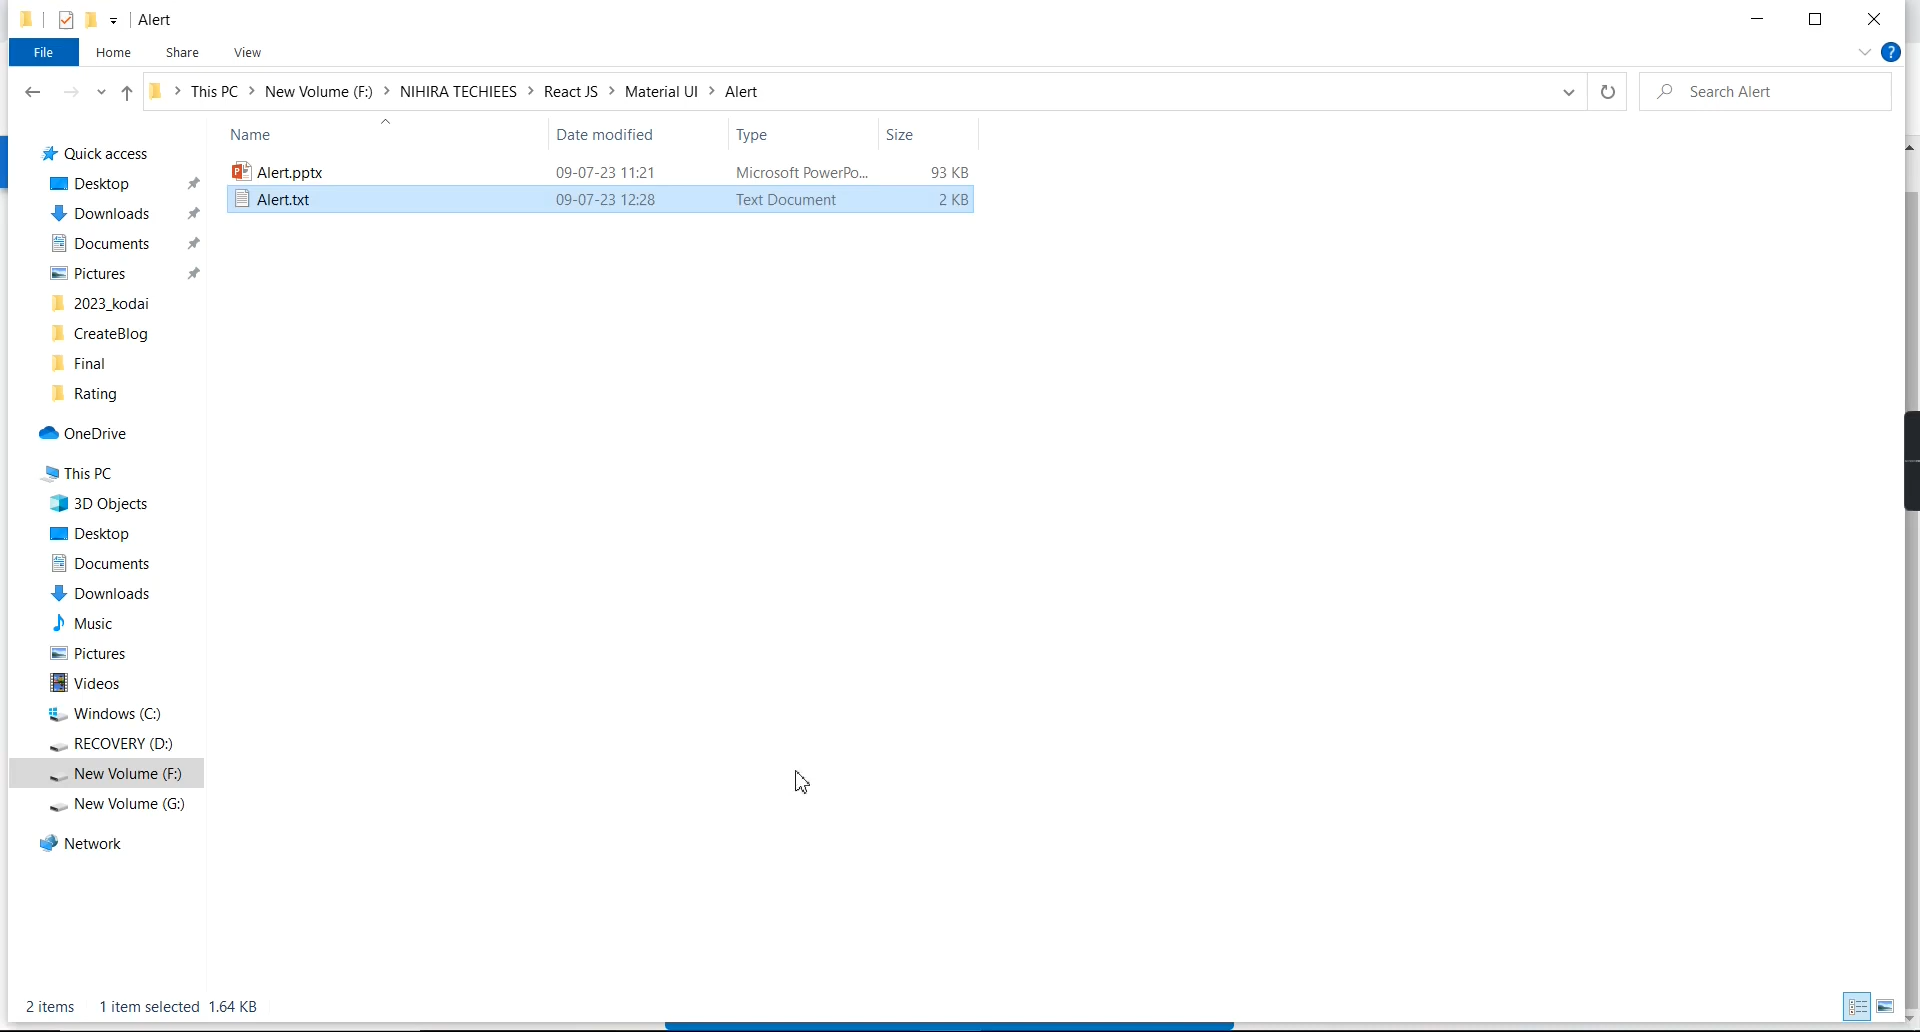 Alert
File Home Share View
This PC > New Volume (F:) > NIHIRA TECHIEES > React JS > Material UI > Alert
Search Alert
Name Date modified Type Size
Alert.pptx 09-07-23 11:21 Microsoft PowerPo... 93 KB
Alert.txt 09-07-23 12:28 Text Document 2 KB
Quick access
Desktop
Downloads
Documents
Pictures
2023_kodai
CreateBlog
Final
Rating
OneDrive
This PC
3D Objects
Desktop
Documents
Downloads
Music
Pictures
Videos
Windows (C:)
RECOVERY (D:)
New Volume (F:)
New Volume (G:)
Network
2 items 1 item selected 1.64 KB